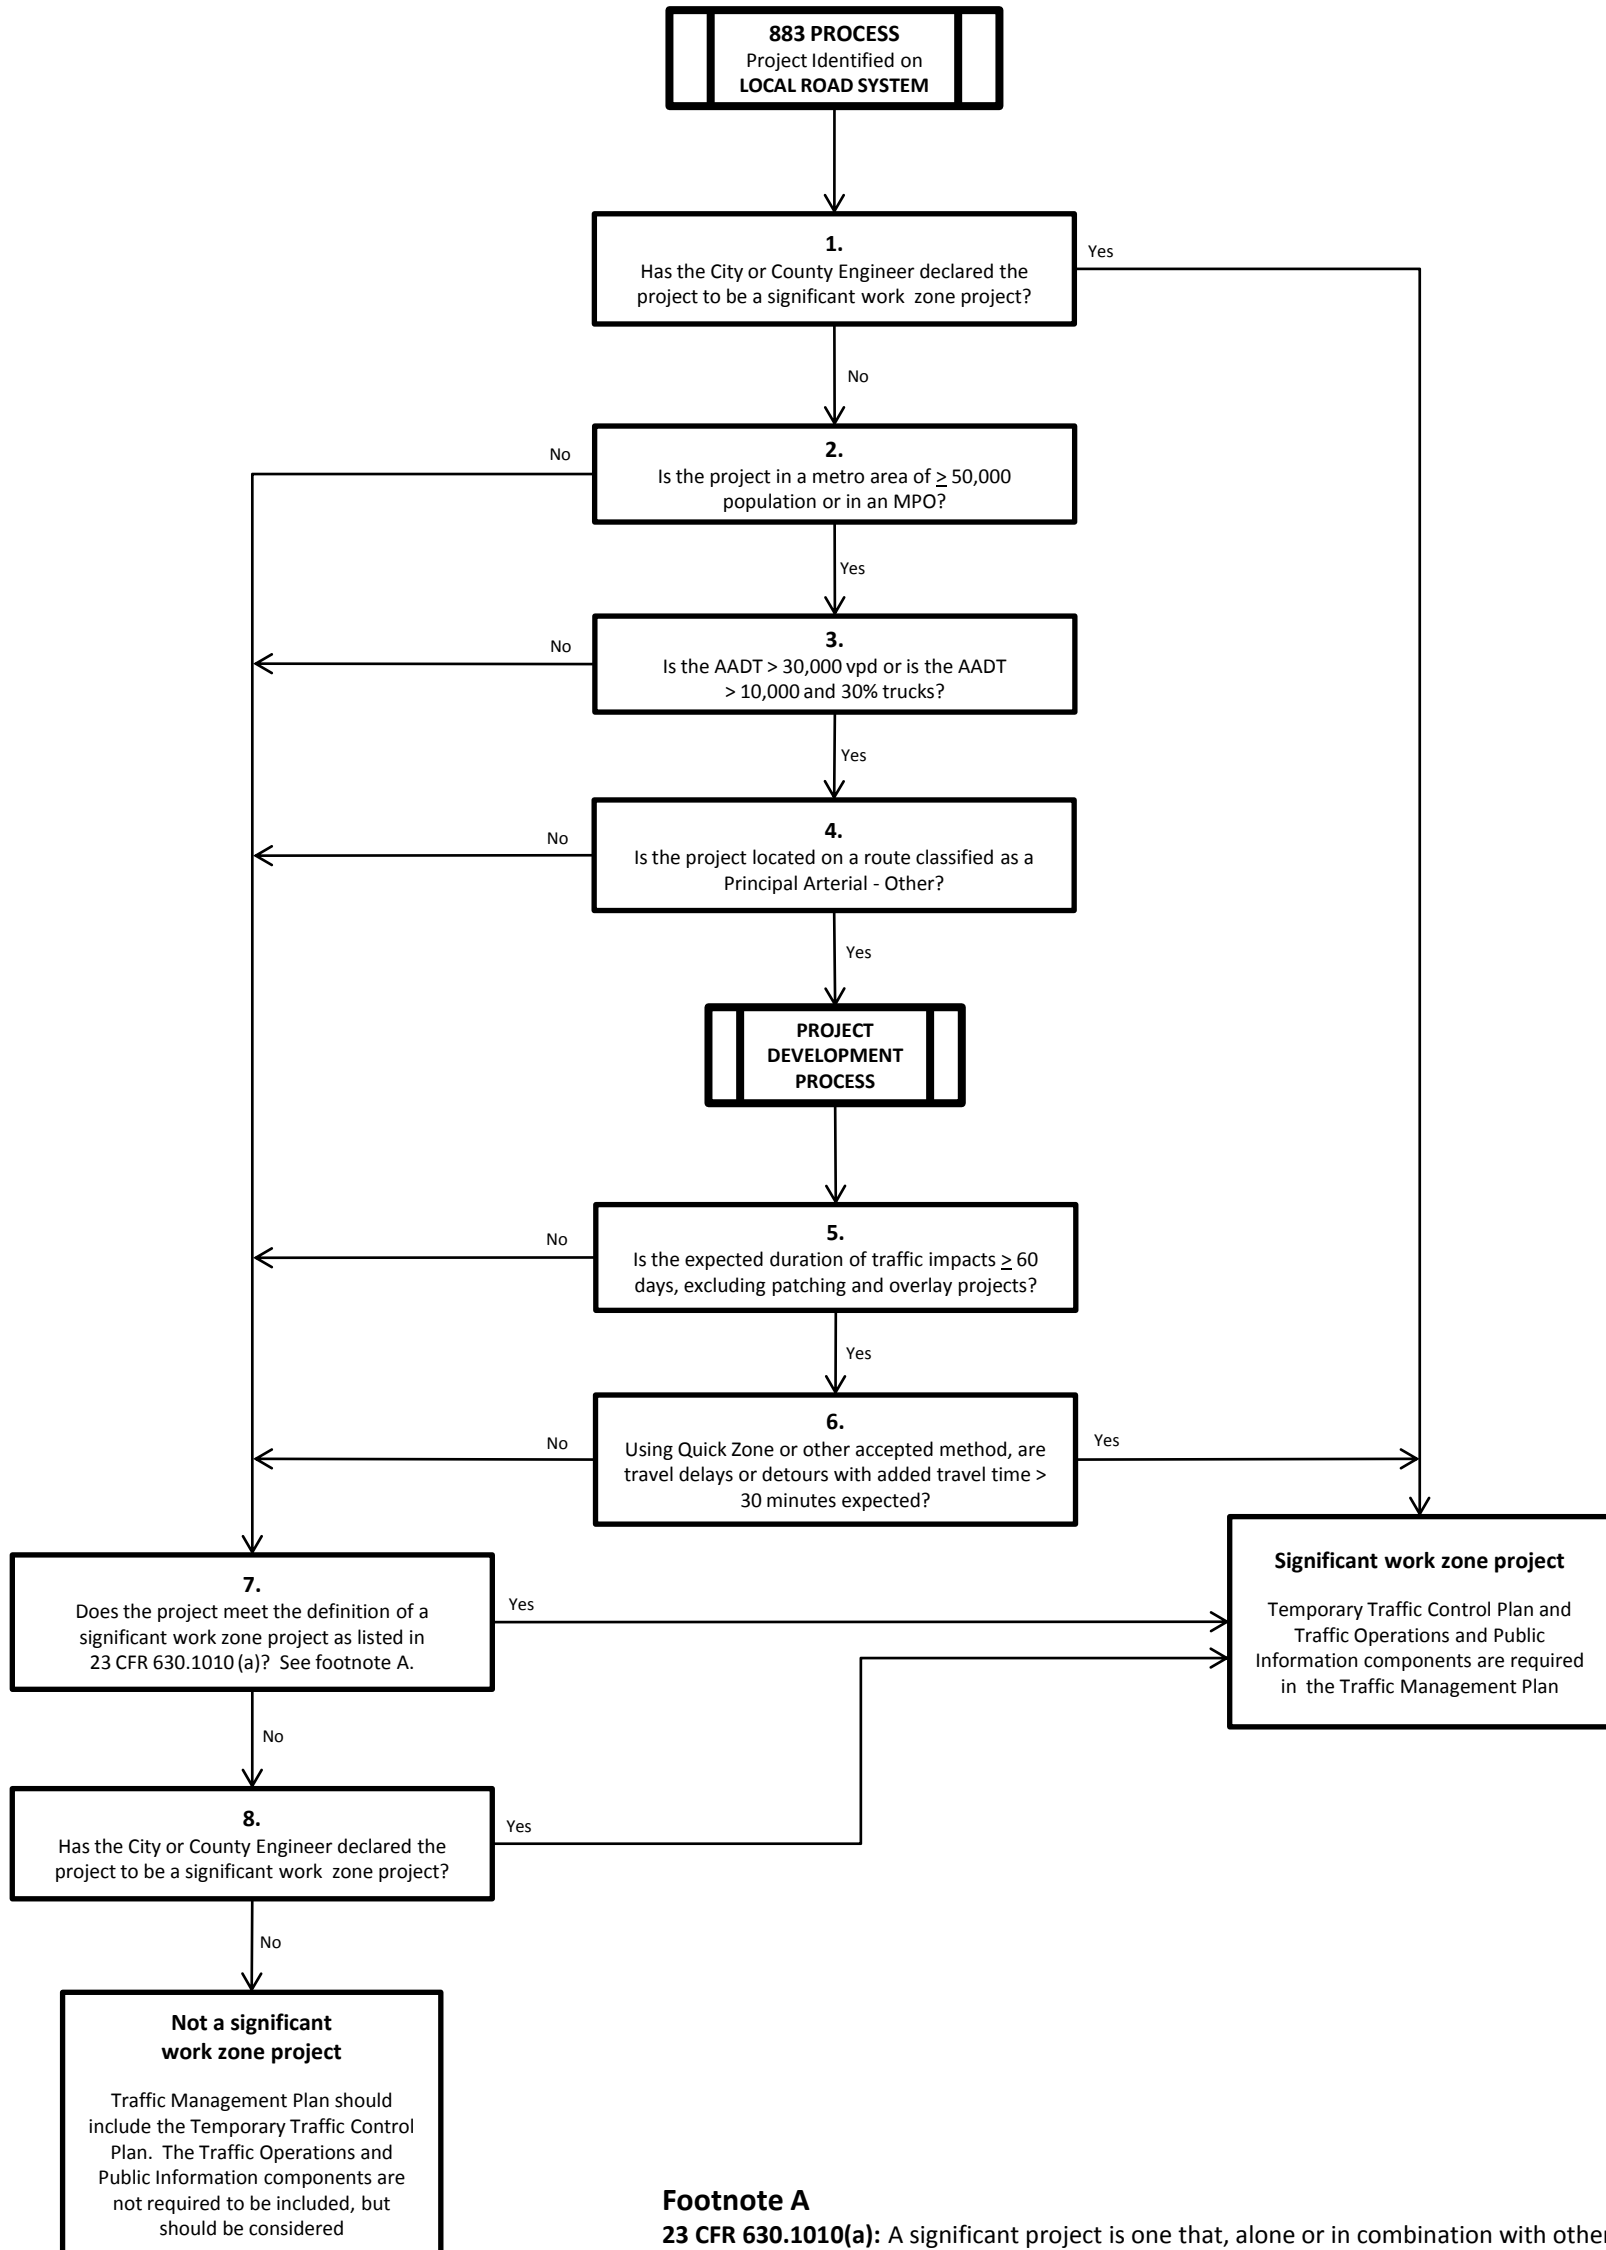 883 PROCESS
Project Identified on
LOCAL ROAD SYSTEM
1.
Has the City or County Engineer declared the
project to be a significant work zone project?
Yes
No
2.
Is the project in a metro area of ≥ 50,000
population or in an MPO?
No
Yes
3.
Is the AADT > 30,000 vpd or is the AADT
> 10,000 and 30% trucks?
No
Yes
4.
Is the project located on a route classified as a
Principal Arterial - Other?
No
Yes
PROJECT
DEVELOPMENT
PROCESS
5.
Is the expected duration of traffic impacts ≥ 60
days, excluding patching and overlay projects?
No
Yes
6.
Using Quick Zone or other accepted method, are
travel delays or detours with added travel time >
30 minutes expected?
No
Yes
Significant work zone project
Temporary Traffic Control Plan and
Traffic Operations and Public
Information components are required
in the Traffic Management Plan
7.
Does the project meet the definition of a
significant work zone project as listed in
23 CFR 630.1010 (a)? See footnote A.
Yes
No
8.
Has the City or County Engineer declared the
project to be a significant work zone project?
Yes
No
Not a significant
work zone project
Traffic Management Plan should
include the Temporary Traffic Control
Plan. The Traffic Operations and
Public Information components are
not required to be included, but
should be considered
Footnote A
23 CFR 630.1010(a): A significant project is one that, alone or in combination with other